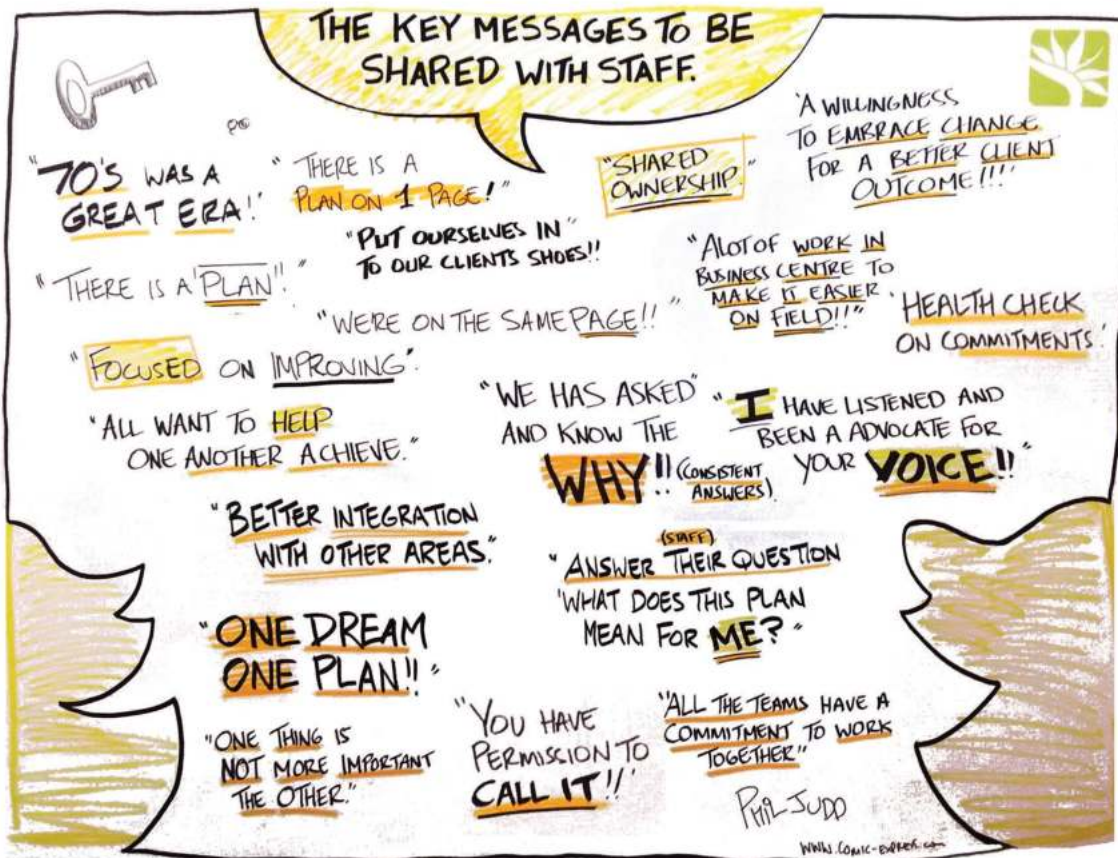 THE KEY MESSAGES TO BE
SHARED WITH STAFF.
"70'S WAS A
GREAT ERA!"
"THERE IS A
PLAN ON 1 PAGE!"
"SHARED
OWNERSHIP."
'A WILLINGNESS
TO EMBRACE CHANGE
FOR A BETTER CLIENT
OUTCOME!!!'
"PUT OURSELVES IN"
TO OUR CLIENTS SHOES!!
"THERE IS A 'PLAN'!"
"WE'RE ON THE SAME PAGE!!"
"ALOT OF WORK IN
BUSINESS CENTRE TO
MAKE IT EASIER
ON FIELD!!"
'HEALTH CHECK
ON COMMITMENTS.'
"FOCUSED ON IMPROVING".
"ALL WANT TO HELP
ONE ANOTHER ACHIEVE."
"WE HAS ASKED"
AND KNOW THE
WHY!! (CONSISTENT
ANSWERS).
"I HAVE LISTENED AND
BEEN A ADVOCATE FOR
YOUR VOICE!!"
"BETTER INTEGRATION
WITH OTHER AREAS."
(STAFF)
"ANSWER THEIR QUESTION
'WHAT DOES THIS PLAN
MEAN FOR ME?"
"ONE DREAM
ONE PLAN!!"
"ONE THING IS
NOT MORE IMPORTANT
THE OTHER."
"YOU HAVE
PERMISSION TO
CALL IT!!'
"ALL THE TEAMS HAVE A
COMMITMENT TO WORK
TOGETHER"
PHIL JUDD